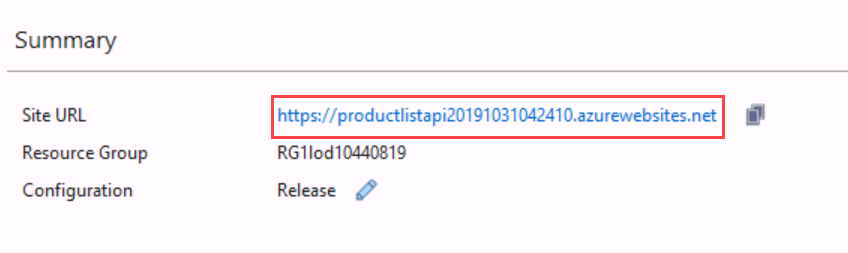 Summary
Site URL https://productlistapi20191031042410.azurewebsites.net
Resource Group RG1lod10440819
Configuration Release